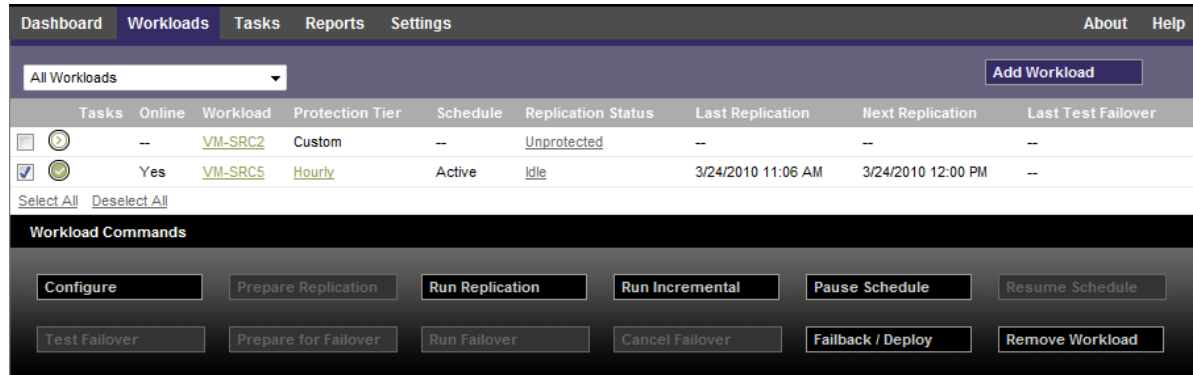 Dashboard Workloads Tasks Reports Settings About Help
All Workloads Add Workload
Tasks Online Workload Protection Tier Schedule Replication Status Last Replication Next Replication Last Test Failover
-- VM-SRC2 Custom -- Unprotected -- -- --
Yes VM-SRC5 Hourly Active Idle 3/24/2010 11:06 AM 3/24/2010 12:00 PM --
Select All Deselect All
Workload Commands
Configure Prepare Replication Run Replication Run Incremental Pause Schedule Resume Schedule
Test Failover Prepare for Failover Run Failover Cancel Failover Failback / Deploy Remove Workload